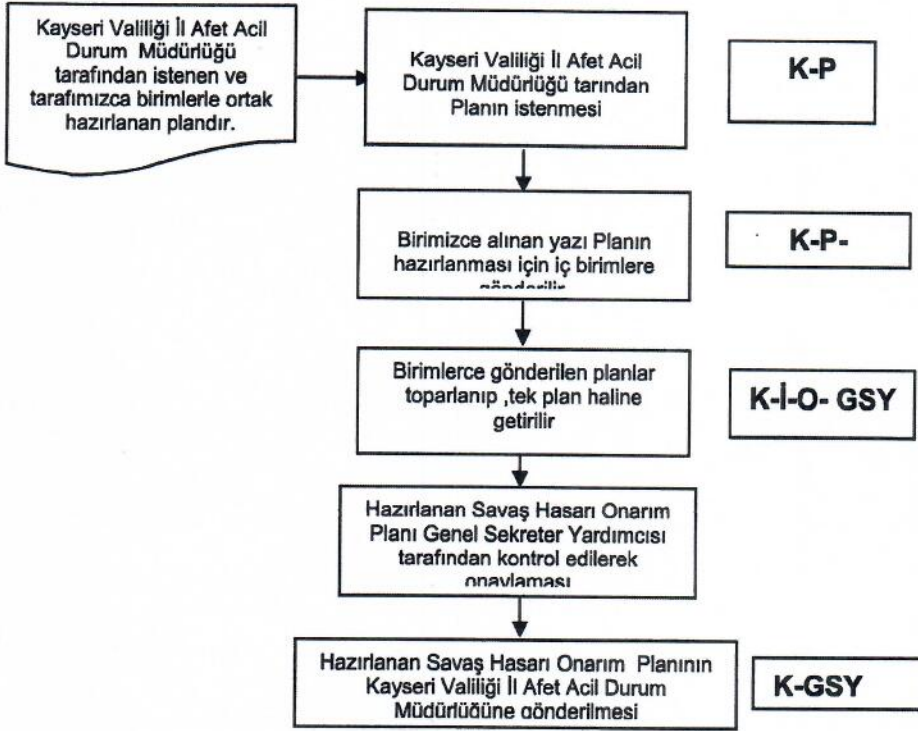 Kayseri Valiliği İl Afet Acil
Durum Müdürlüğü
tarafından istenen ve
tarafımızca birimlerle ortak
hazırlanan plandır.
Kayseri Valiliği İl Afet Acil
Durum Müdürlüğü tarından
Planın istenmesi
K-P
Birimizce alınan yazı Planın
hazırlanması için iç birimlere
gönderilir
K-P-
Birimlerce gönderilen planlar
toparlanıp ,tek plan haline
getirilir
K-İ-O- GSY
Hazırlanan Savaş Hasarı Onarım
Planı Genel Sekreter Yardımcısı
tarafından kontrol edilerek
onaylaması
Hazırlanan Savaş Hasarı Onarım Planının
Kayseri Valiliği İl Afet Acil Durum
Müdürlüğüne gönderilmesi
K-GSY